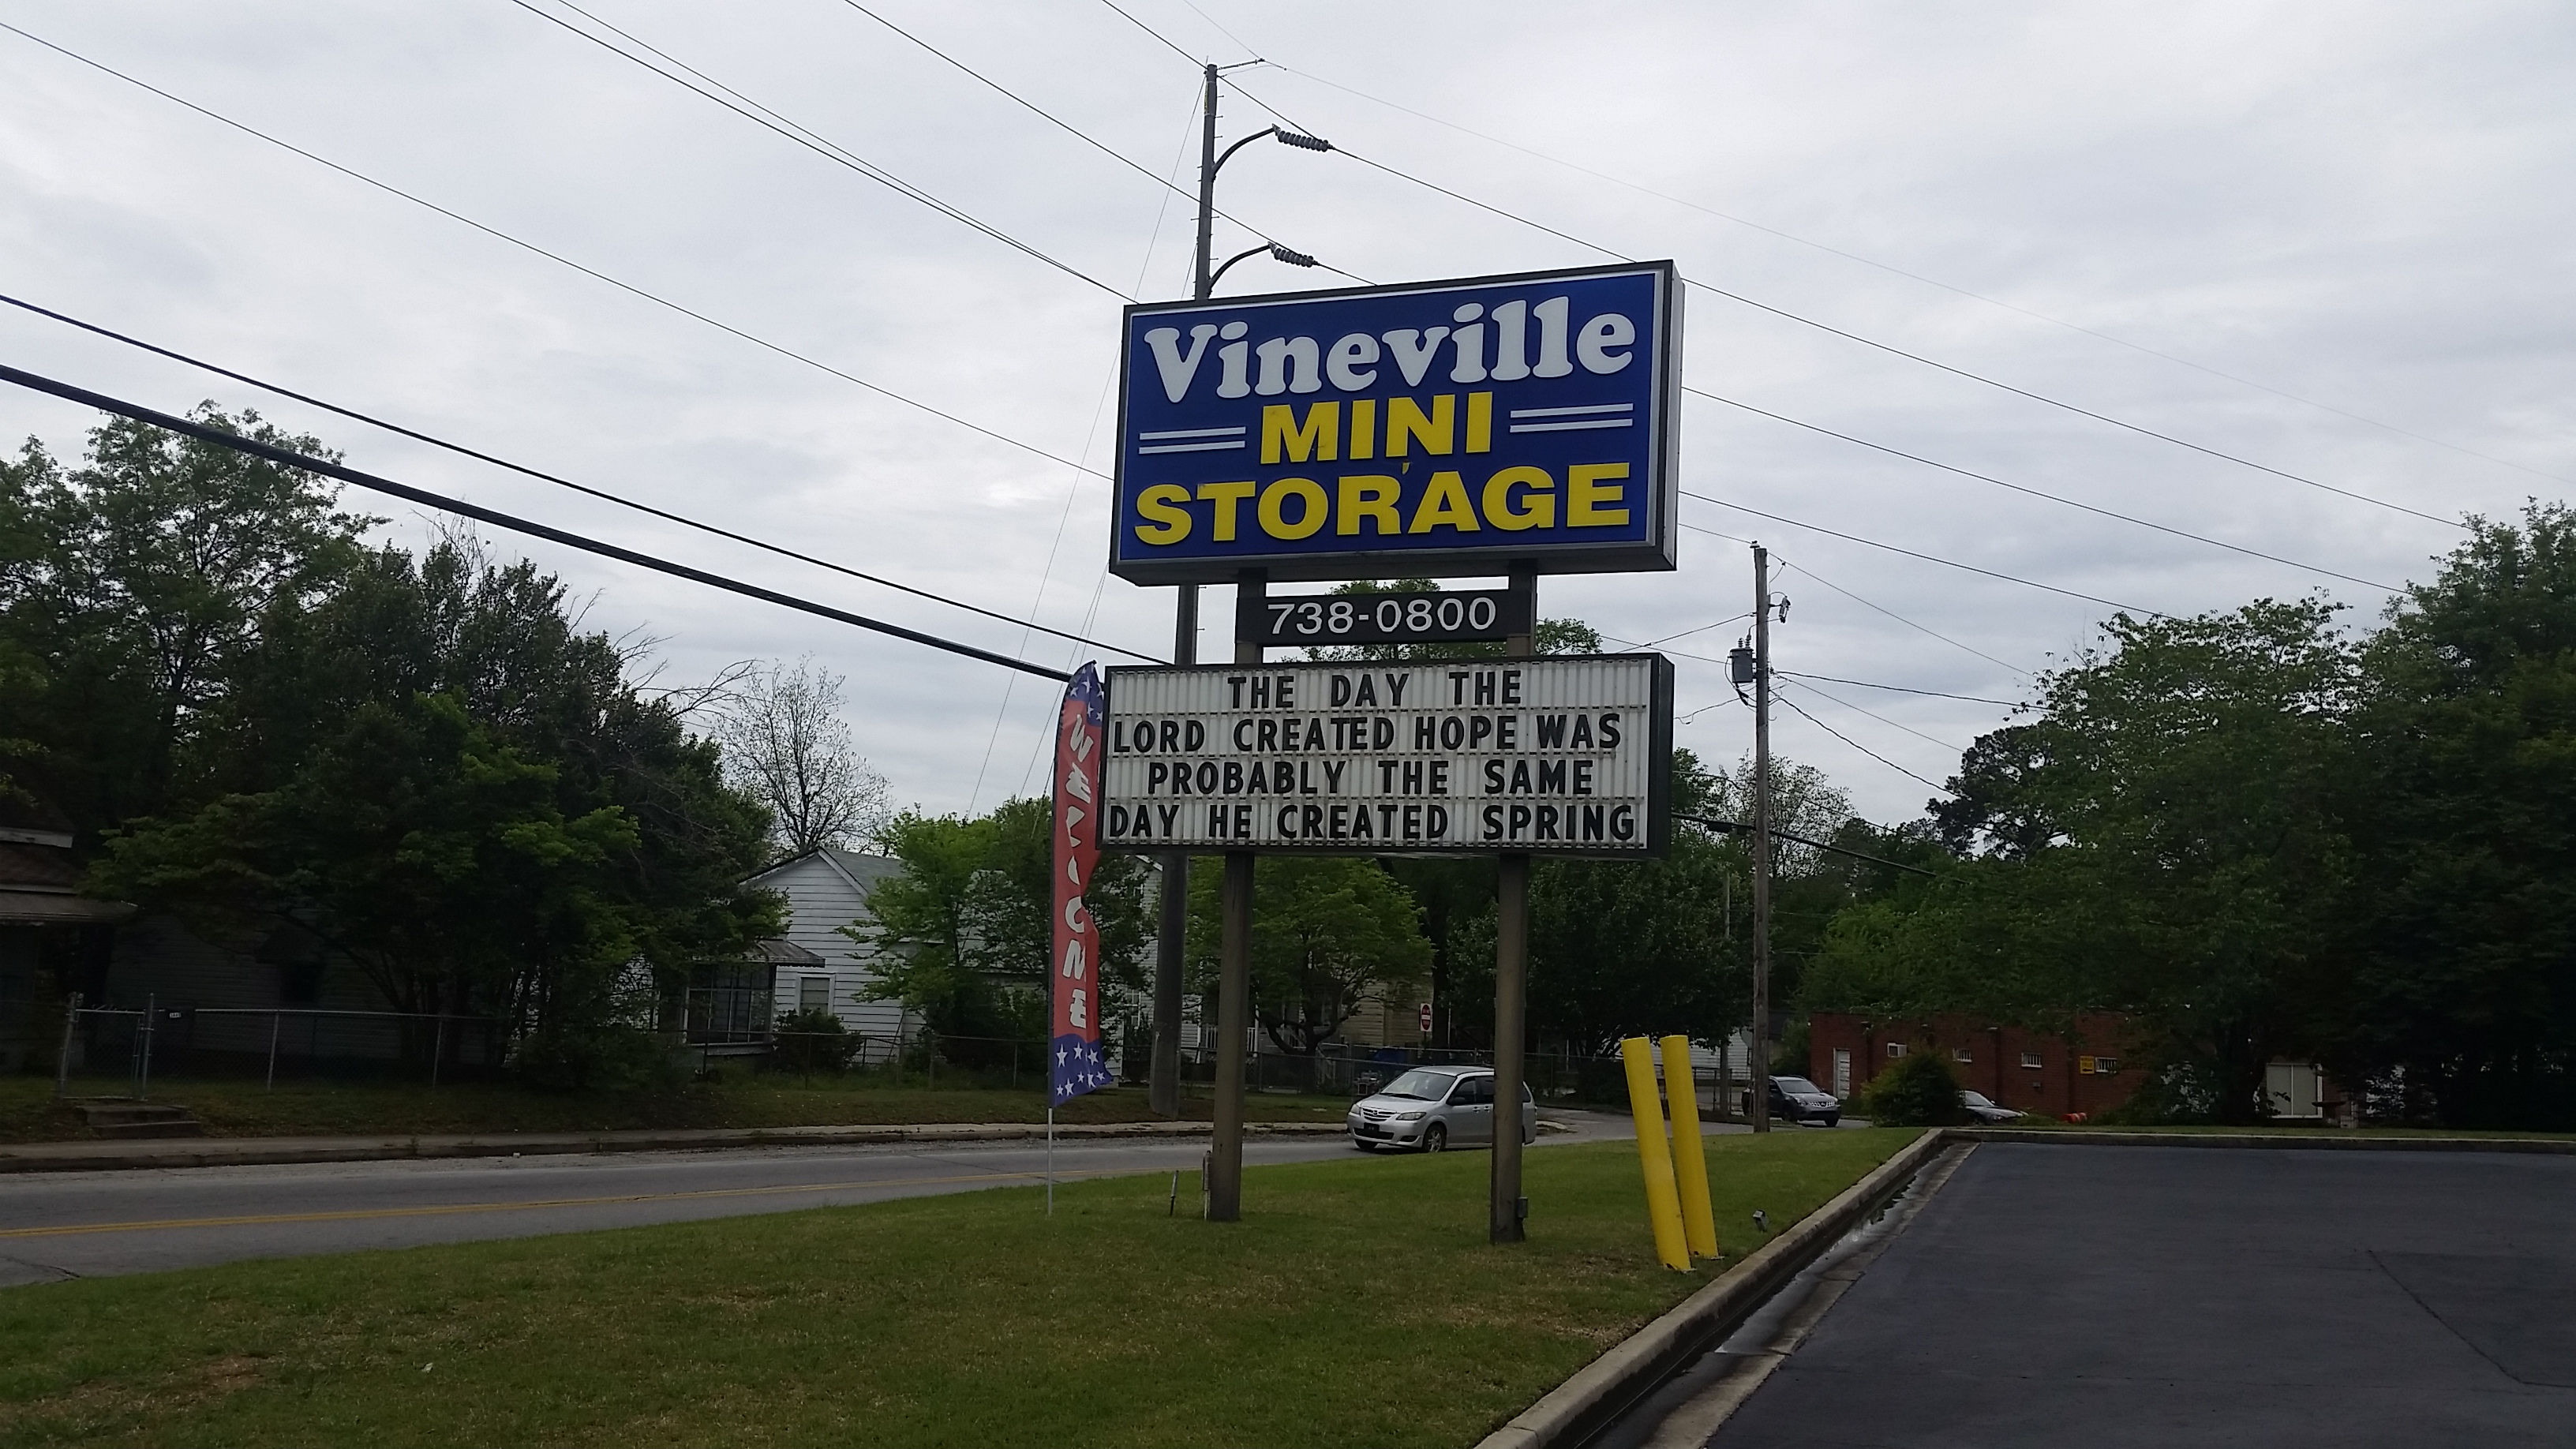 Vineville
MINI
STORAGE
738-0800
THE DAY THE
LORD CREATED HOPE WAS
PROBABLY THE SAME
DAY HE CREATED SPRING
WELCOME